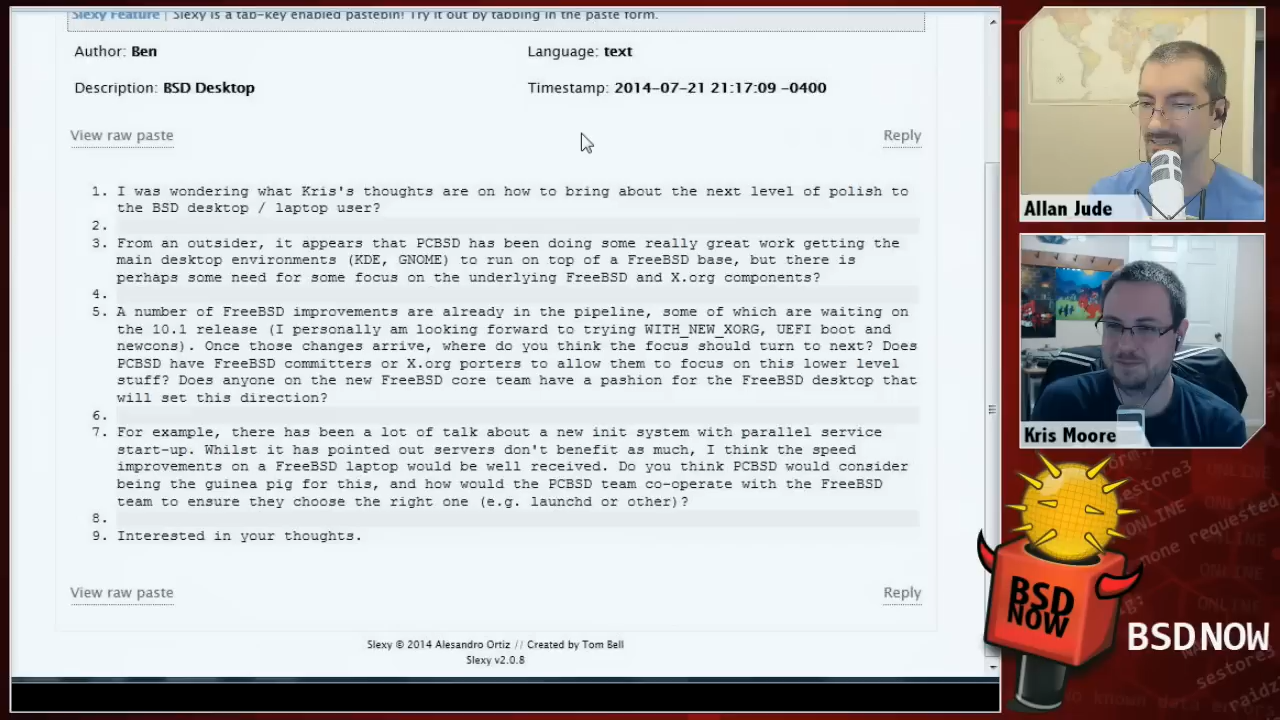 Slexy Feature | Slexy is a tab-key enabled pastebin! Try it out by tabbing in the paste form.
Author: Ben
Language: text
Description: BSD Desktop
Timestamp: 2014-07-21 21:17:09 -0400
View raw paste
Reply
1. I was wondering what Kris's thoughts are on how to bring about the next level of polish to
the BSD desktop / laptop user?
2.
3. From an outsider, it appears that PCBSD has been doing some really great work getting the
main desktop environments (KDE, GNOME) to run on top of a FreeBSD base, but there is
perhaps some need for some focus on the underlying FreeBSD and X.org components?
4.
5. A number of FreeBSD improvements are already in the pipeline, some of which are waiting on
the 10.1 release (I personally am looking forward to trying WITH_NEW_XORG, UEFI boot and
newcons). Once those changes arrive, where do you think the focus should turn to next? Does
PCBSD have FreeBSD committers or X.org porters to allow them to focus on this lower level
stuff? Does anyone on the new FreeBSD core team have a pashion for the FreeBSD desktop that
will set this direction?
6.
7. For example, there has been a lot of talk about a new init system with parallel service
start-up. Whilst it has pointed out servers don't benefit as much, I think the speed
improvements on a FreeBSD laptop would be well received. Do you think PCBSD would consider
being the guinea pig for this, and how would the PCBSD team co-operate with the FreeBSD
team to ensure they choose the right one (e.g. launchd or other)?
8.
9. Interested in your thoughts.
View raw paste
Reply
Slexy © 2014 Alesandro Ortiz // Created by Tom Bell
Slexy v2.0.8
Allan Jude
Kris Moore
BSD
NOW
BSDNOW